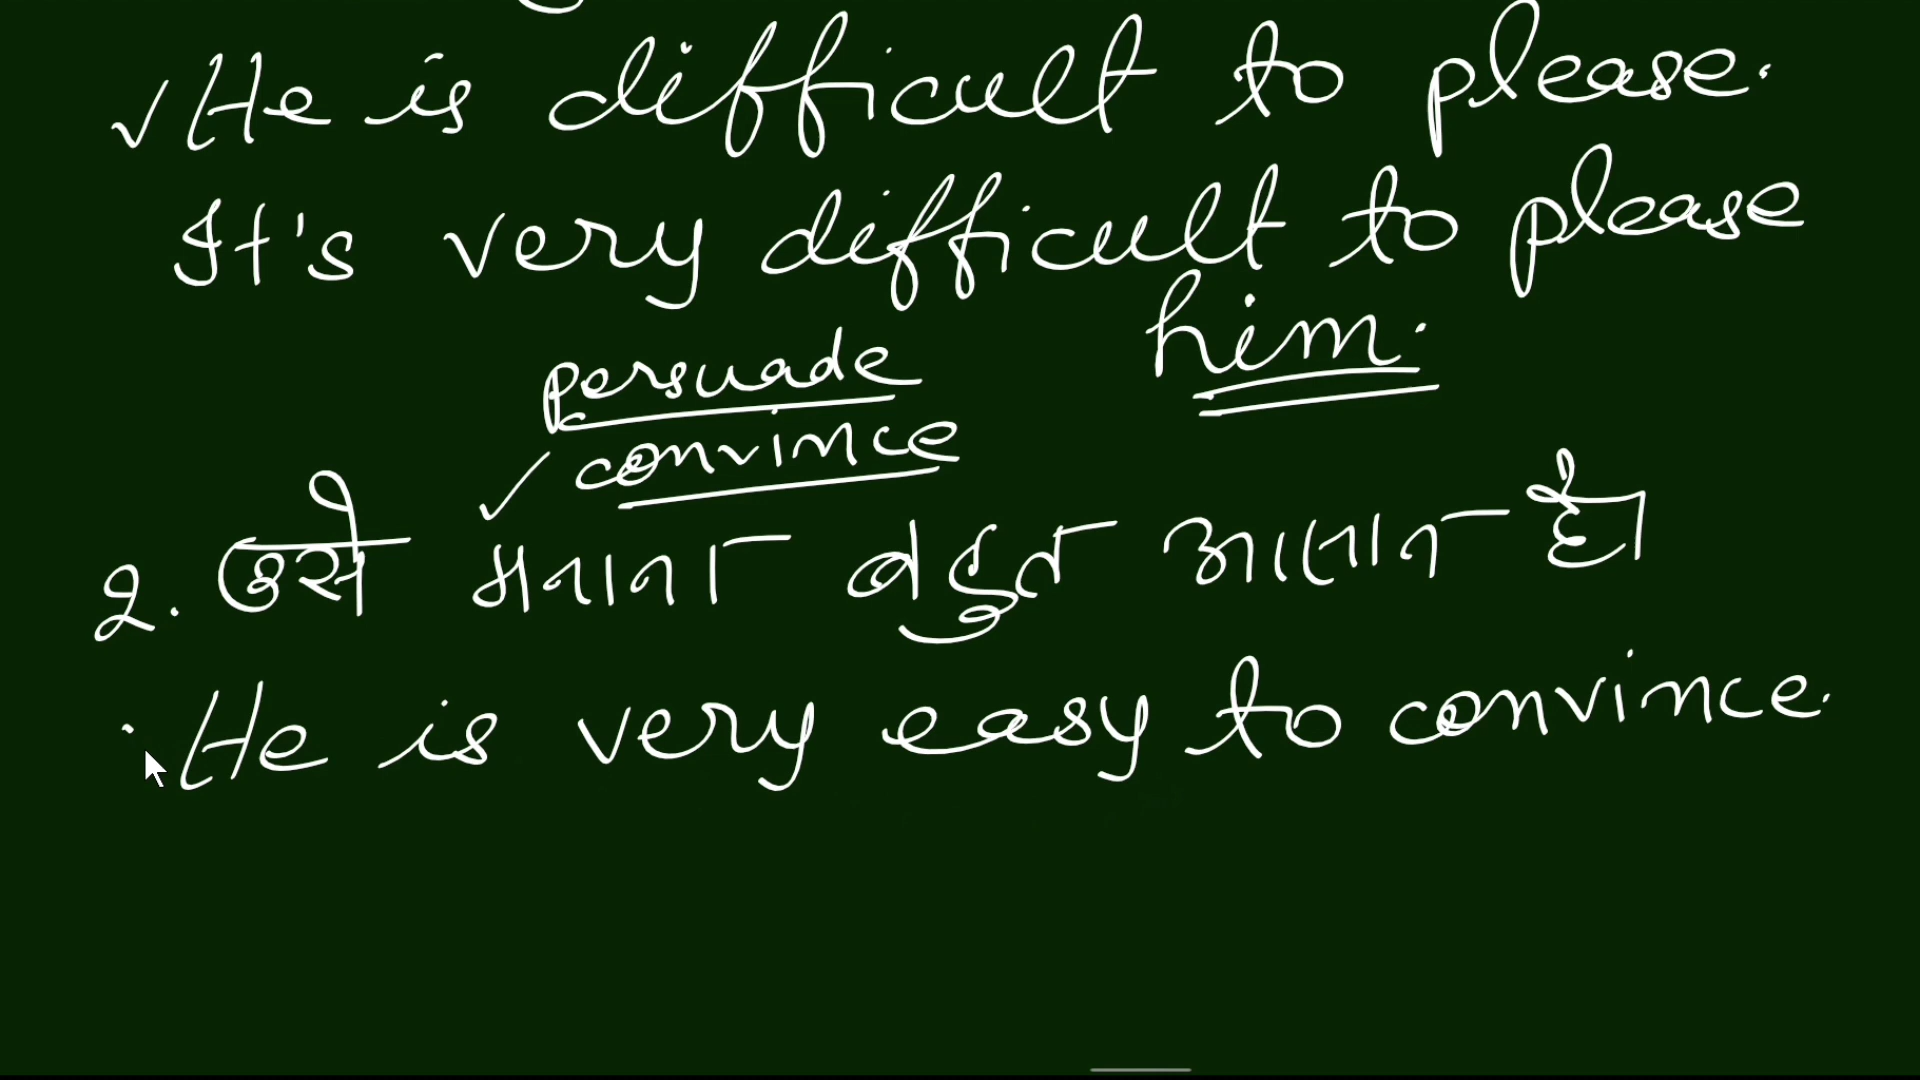 ✓He is difficult to please.
It's very difficult to please
him.
persuade
✓convince
2. उसे मनाना बहुत आसान है।
He is very easy to convince.